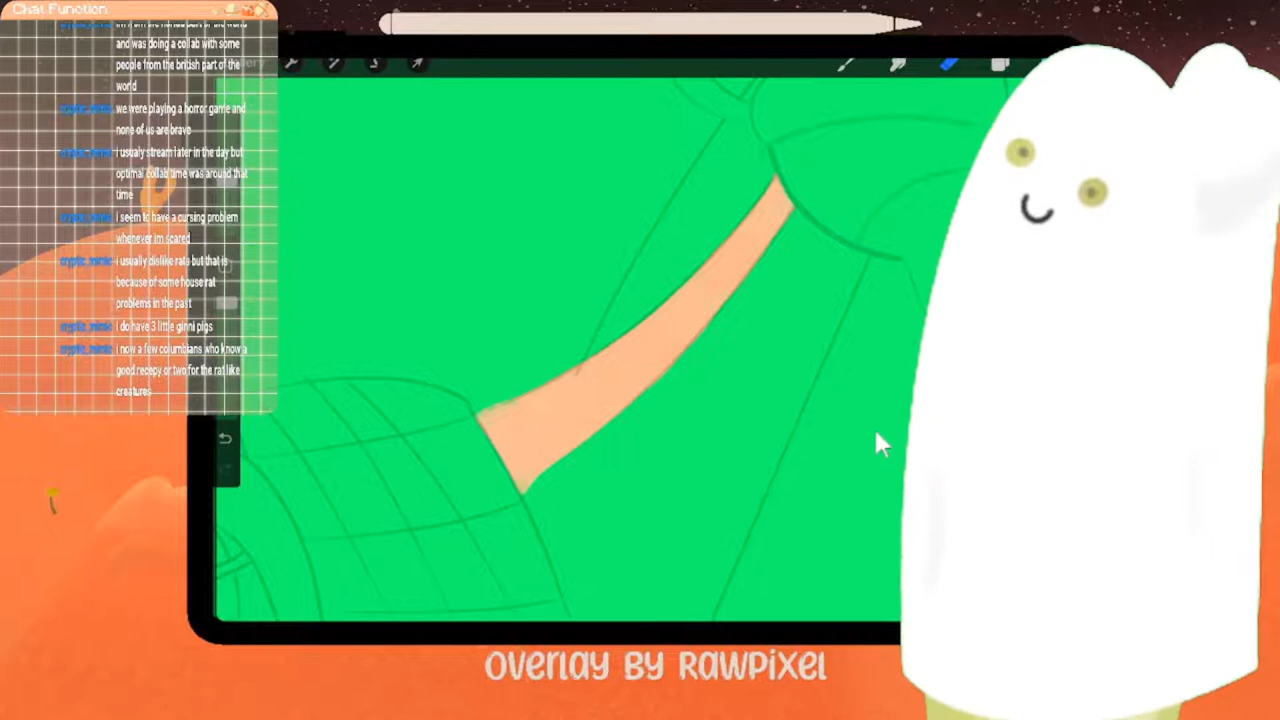 Chat Function
and was doing a collab with some
people from the british part of the
world
we were playing a horror game and
none of us are brave
i usualy stream later in the day but
optimal collab time was around that
time
i seem to have a cursing problem
whenever im scared
cryptic_mimic i usually dislike rats but that is
because of some house rat
problems in the past
cryptic_mimic i do have 3 little ginni pigs
cryptic_mimic i now a few columbians who know a
good recepy or two for the rat like
creatures
OVERLAY BY RAWPIXEL